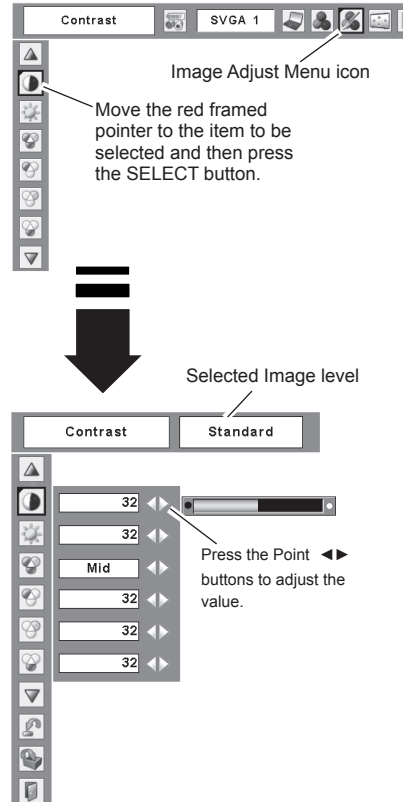 Contrast SVGA 1
Image Adjust Menu icon
Move the red framed
pointer to the item to be
selected and then press
the SELECT button.
Selected Image level
Contrast Standard
32
32
Mid
32
32
32
Press the Point ◀▶
buttons to adjust the
value.